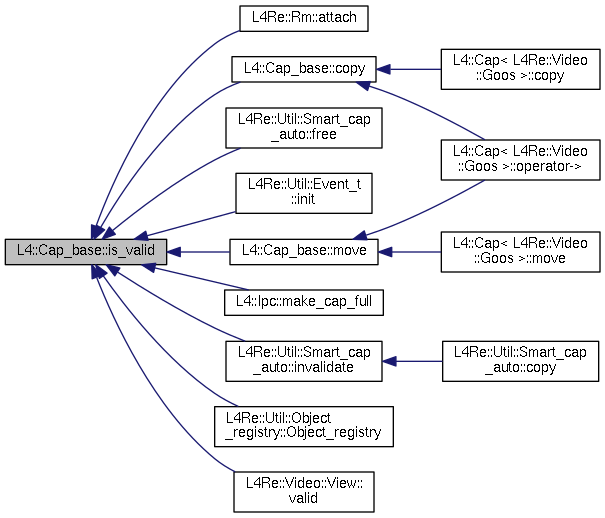 L4::Cap_base::is_valid
L4Re::Rm::attach
L4::Cap_base::copy
L4Re::Util::Smart_cap
_auto::free
L4Re::Util::Event_t
::init
L4::Cap_base::move
L4::Ipc::make_cap_full
L4Re::Util::Smart_cap
_auto::invalidate
L4Re::Util::Object
_registry::Object_registry
L4Re::Video::View::
valid
L4::Cap< L4Re::Video
::Goos >::copy
L4::Cap< L4Re::Video
::Goos >::operator->
L4::Cap< L4Re::Video
::Goos >::move
L4Re::Util::Smart_cap
_auto::copy